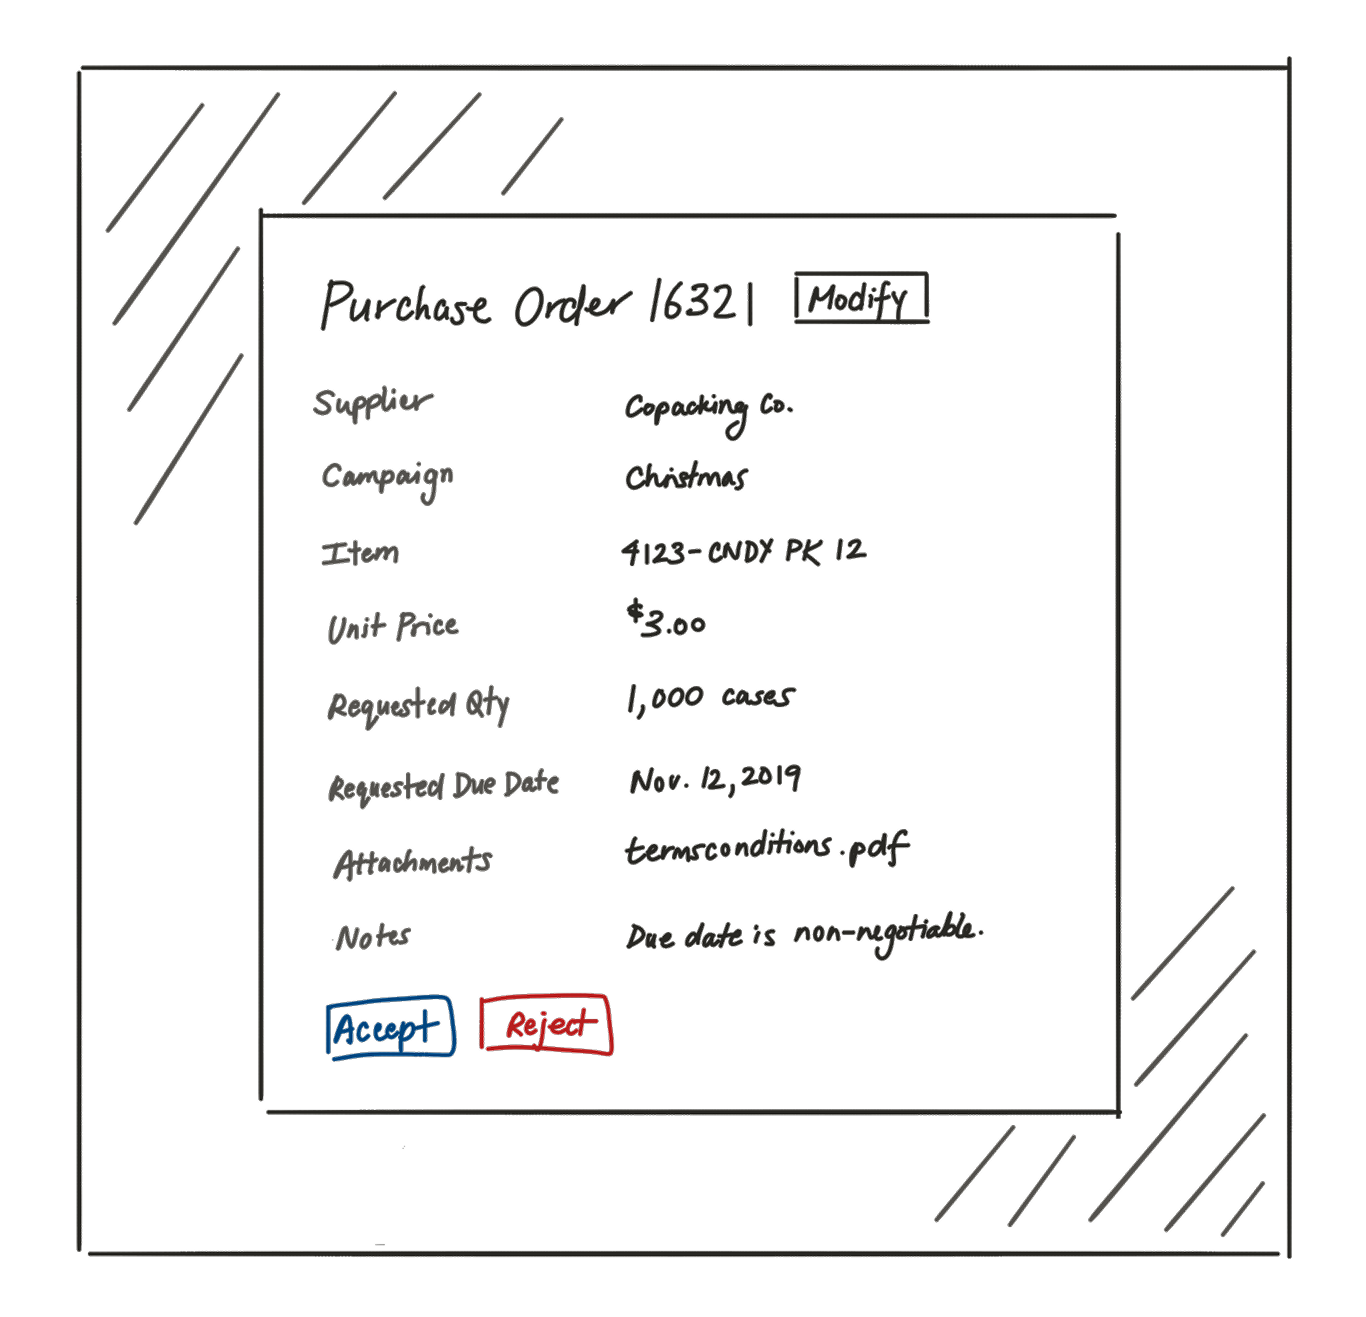 Purchase Order 16321 Modify
Supplier Copacking Co.
Campaign Christmas
Item 4123-CNDY PK 12
Unit Price $3.00
Requested Qty 1,000 cases
Requested Due Date Nov. 12, 2019
Attachments termsconditions.pdf
Notes Due date is non-negotiable.
Accept Reject